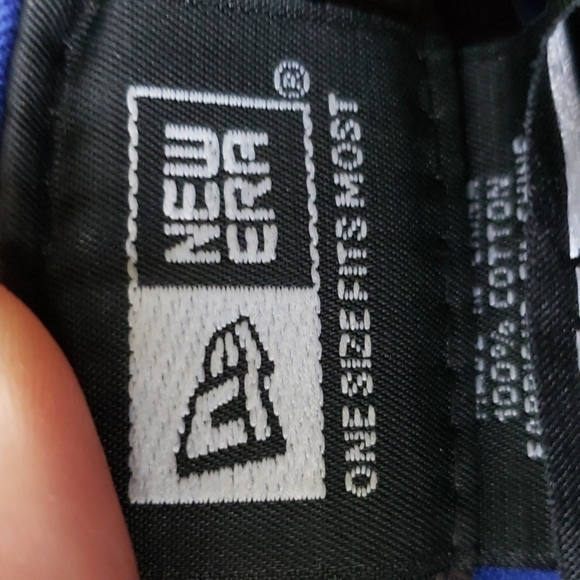 NEW
ERA
®
ONE SIZE FITS MOST
100% COTTON